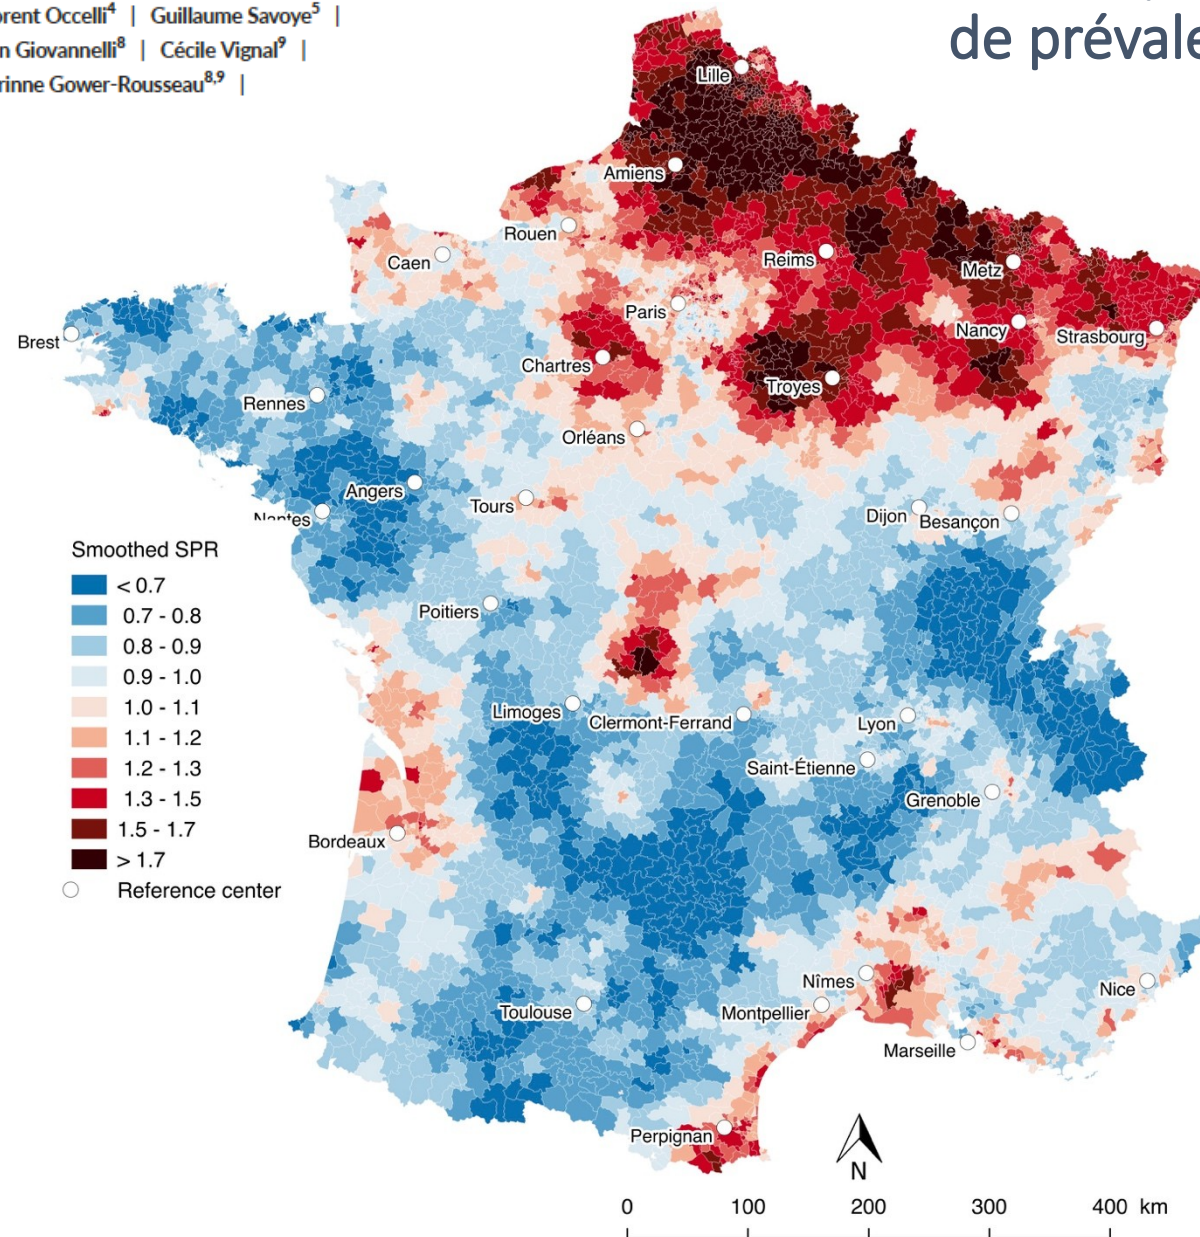 Occelli⁴ | Guillaume Savoye⁵ |
Giovannelli⁸ | Cécile Vignal⁹ |
Gower-Rousseau⁸,⁹ |
de
Lille
Amiens
Rouen
Caen
Reims
Metz
Paris
Nancy
Strasbourg
Brest
Chartres
Troyes
Rennes
Orléans
Angers
Tours
Nantes
Dijon
Besançon
Smoothed SPR
< 0.7
0.7 - 0.8
0.8 - 0.9
0.9 - 1.0
1.0 - 1.1
1.1 - 1.2
1.2 - 1.3
1.3 - 1.5
1.5 - 1.7
> 1.7
Reference center
Poitiers
Limoges
Clermont-Ferrand
Lyon
Saint-Étienne
Grenoble
Bordeaux
Nîmes
Nice
Toulouse
Montpellier
Marseille
Perpignan
N
0 100 200 300 400 km